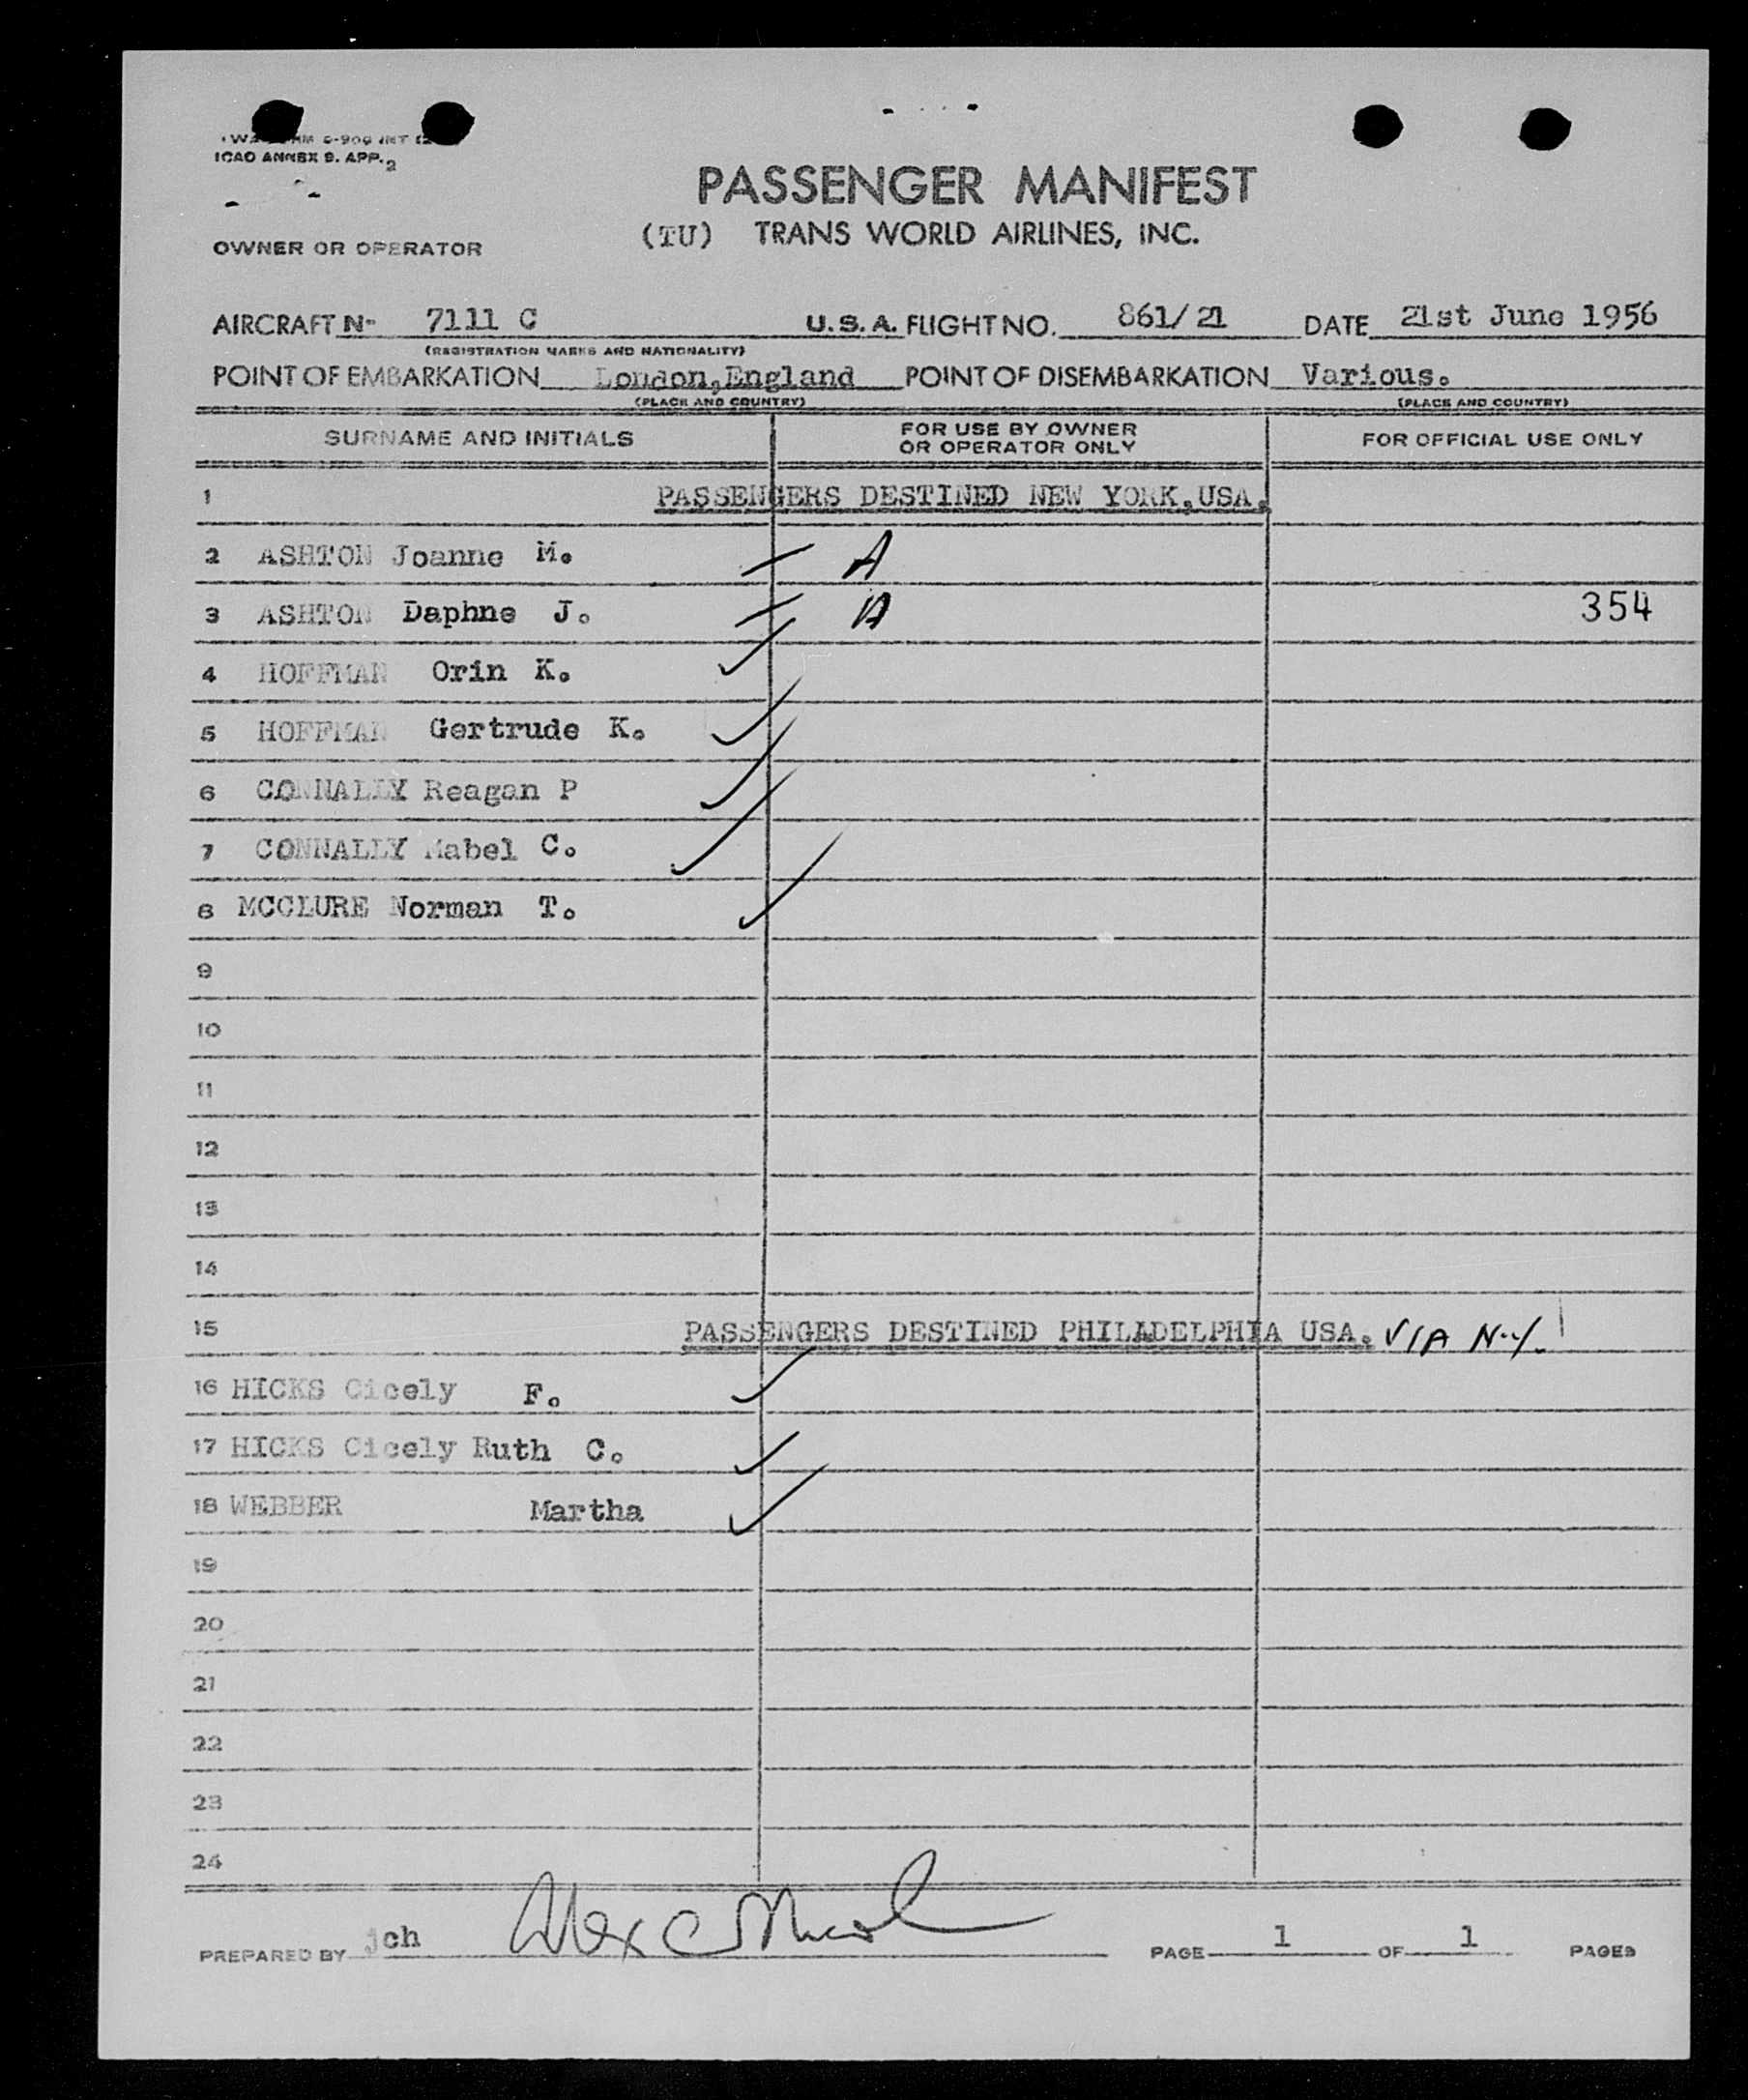 ICAO ANNEX 9. APP. 2
PASSENGER MANIFEST
OWNER OR OPERATOR (TU) TRANS WORLD AIRLINES, INC.
AIRCRAFT No 7111 C U.S.A. FLIGHT NO. 861/21 DATE 21st June 1956
(REGISTRATION MARKS AND NATIONALITY)
POINT OF EMBARKATION London,England POINT OF DISEMBARKATION Various.
(PLACE AND COUNTRY) (PLACE AND COUNTRY)
SURNAME AND INITIALS FOR USE BY OWNER OR OPERATOR ONLY FOR OFFICIAL USE ONLY
1 PASSENGERS DESTINED NEW YORK,USA.
2 ASHTON Joanne M. A
3 ASHTON Daphne J. A 354
4 HOFFMAN Orin K.
5 HOFFMAN Gertrude K.
6 CONNALLY Reagan P
7 CONNALLY Mabel C.
8 MCCLURE Norman T.
9
10
11
12
13
14
15 PASSENGERS DESTINED PHILADELPHIA USA. VIA N.Y.
16 HICKS Cicely F.
17 HICKS Cicely Ruth C.
18 WEBBER Martha
19
20
21
22
23
24
PREPARED BY jch PAGE 1 OF 1 PAGES